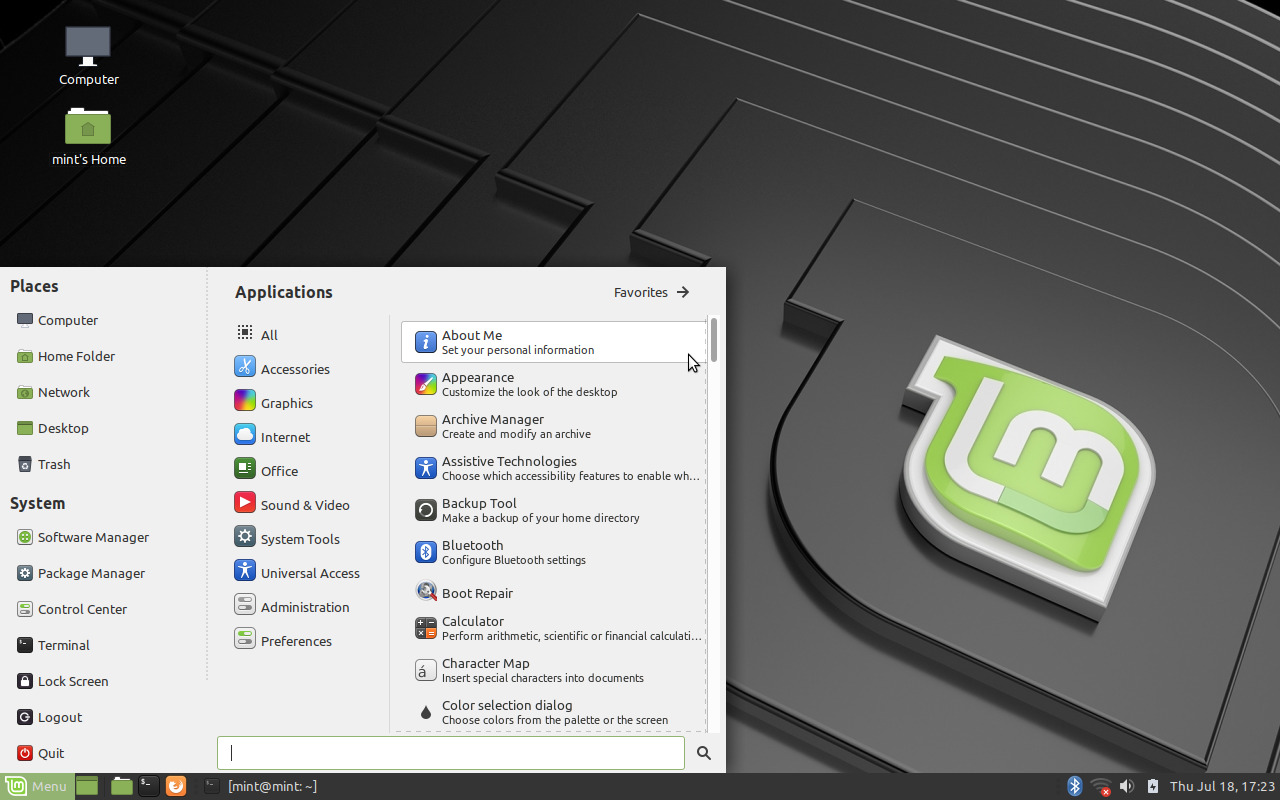 Computer
mint's Home
Places
Computer
Home Folder
Network
Desktop
Trash
System
Software Manager
Package Manager
Control Center
Terminal
Lock Screen
Logout
Quit
Applications
Favorites
All
Accessories
Graphics
Internet
Office
Sound & Video
System Tools
Universal Access
Administration
Preferences
About Me
Set your personal information
Appearance
Customize the look of the desktop
Archive Manager
Create and modify an archive
Assistive Technologies
Choose which accessibility features to enable wh...
Backup Tool
Make a backup of your home directory
Bluetooth
Configure Bluetooth settings
Boot Repair
Calculator
Perform arithmetic, scientific or financial calculati...
Character Map
Insert special characters into documents
Color selection dialog
Choose colors from the palette or the screen
Menu
[mint@mint: ~]
Thu Jul 18, 17:23